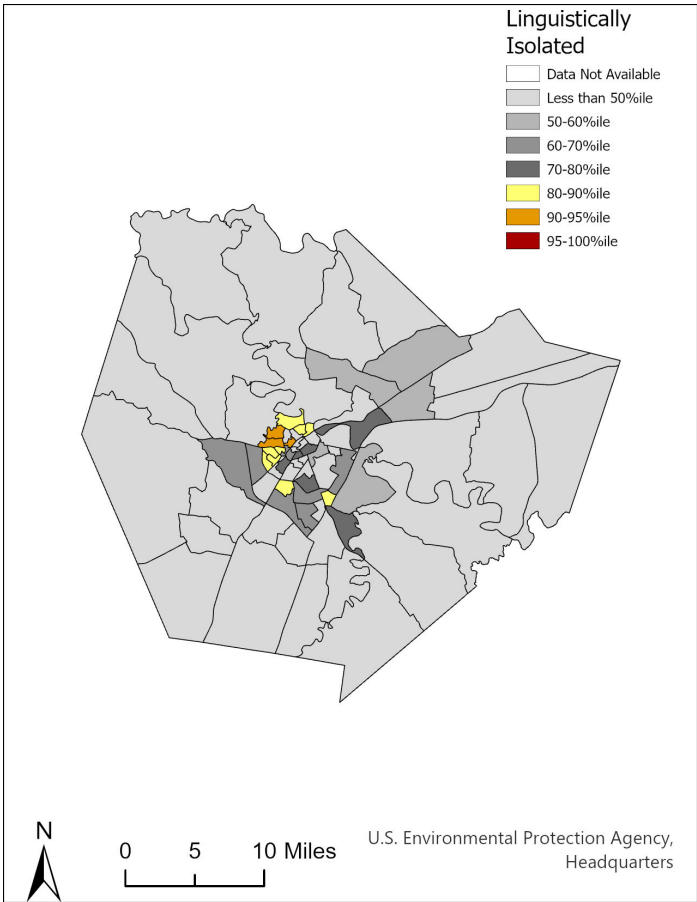 Linguistically
Isolated
Data Not Available
Less than 50%ile
50-60%ile
60-70%ile
70-80%ile
80-90%ile
90-95%ile
95-100%ile
N
0 5 10 Miles
U.S. Environmental Protection Agency,
Headquarters